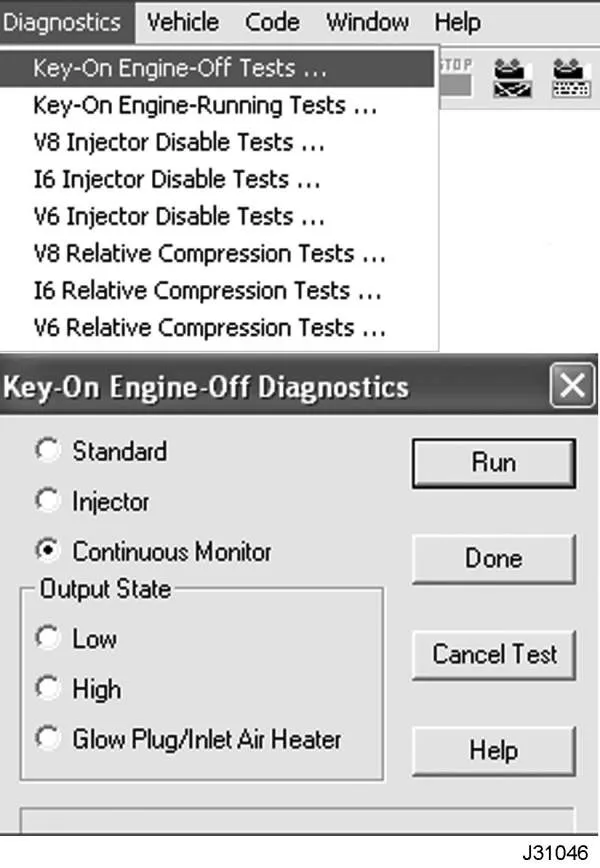 Diagnostics Vehicle Code Window Help
Key-On Engine-Off Tests ...
STOP
Key-On Engine-Running Tests ...
V8 Injector Disable Tests ...
I6 Injector Disable Tests ...
V6 Injector Disable Tests ...
V8 Relative Compression Tests ...
I6 Relative Compression Tests ...
V6 Relative Compression Tests ...
Key-On Engine-Off Diagnostics
Standard
Run
Injector
Continuous Monitor
Done
Output State
Low
Cancel Test
High
Glow Plug/Inlet Air Heater
Help
J31046